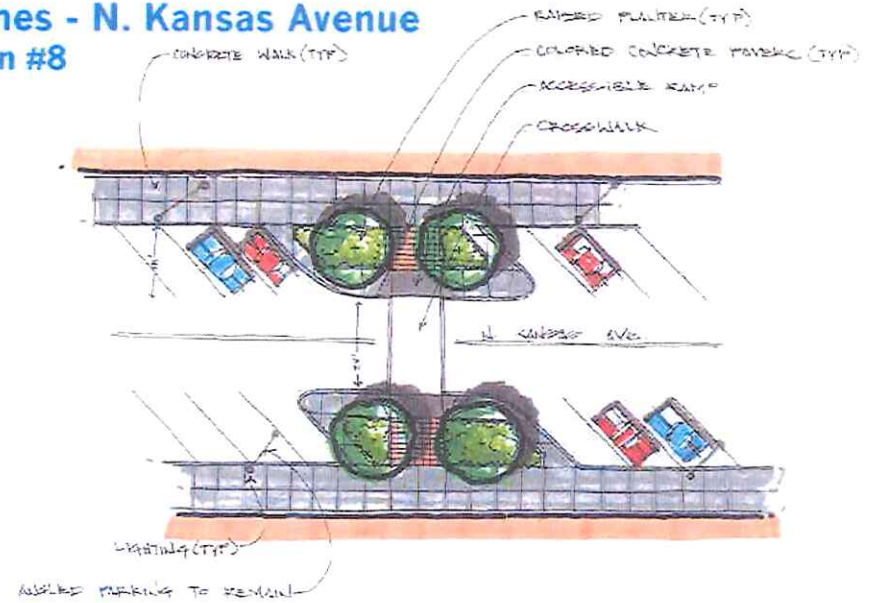 nes - N. Kansas Avenue
n #8
RAISED PLANTER (TYP)
CONCRETE WALK (TYP)
COLORED CONCRETE PAVERS (TYP)
ACCESSIBLE RAMP
CROSSWALK
N. KANSAS AVE.
LIGHTING (TYP)
ANGLED PARKING TO REMAIN